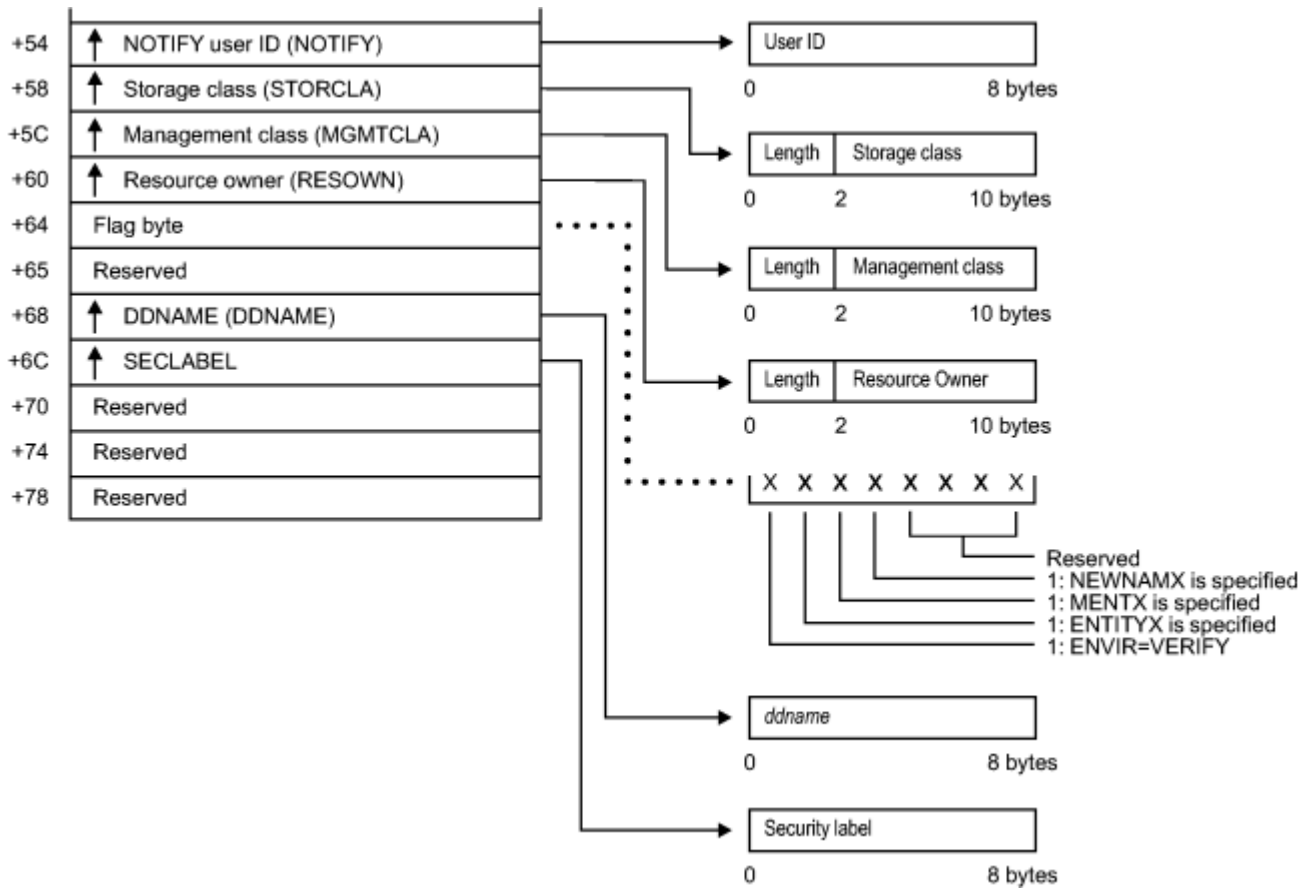 +54 NOTIFY user ID (NOTIFY)
+58 Storage class (STORCLA)
+5C Management class (MGMTCLA)
+60 Resource owner (RESOWN)
+64 Flag byte
+65 Reserved
+68 DDNAME (DDNAME)
+6C SECLABEL
+70 Reserved
+74 Reserved
+78 Reserved
User ID
0 8 bytes
Length Storage class
0 2 10 bytes
Length Management class
0 2 10 bytes
Length Resource Owner
0 2 10 bytes
X X X X X X X X
Reserved
1: NEWNAMX is specified
1: MENTX is specified
1: ENTITYX is specified
1: ENVIR=VERIFY
ddname
0 8 bytes
Security label
0 8 bytes